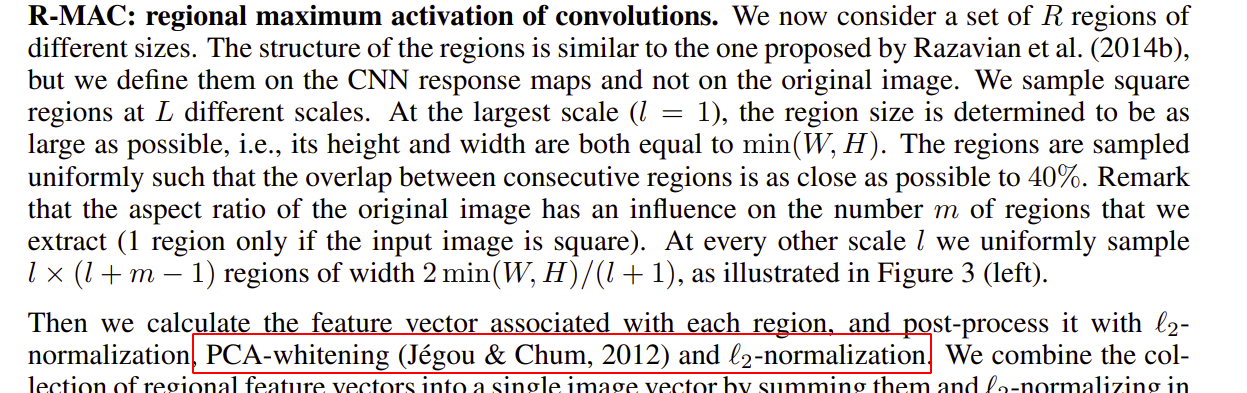 R-MAC: regional maximum activation of convolutions. We now consider a set of R regions of
different sizes. The structure of the regions is similar to the one proposed by Razavian et al. (2014b),
but we define them on the CNN response maps and not on the original image. We sample square
regions at L different scales. At the largest scale (l = 1), the region size is determined to be as
large as possible, i.e., its height and width are both equal to min(W, H). The regions are sampled
uniformly such that the overlap between consecutive regions is as close as possible to 40%. Remark
that the aspect ratio of the original image has an influence on the number m of regions that we
extract (1 region only if the input image is square). At every other scale l we uniformly sample
l × (l + m − 1) regions of width 2 min(W, H)/(l + 1), as illustrated in Figure 3 (left).
Then we calculate the feature vector associated with each region, and post-process it with ℓ₂-
normalization, PCA-whitening (Jégou & Chum, 2012) and ℓ₂-normalization. We combine the col-
lection of regional feature vectors into a single image vector by summing them and ℓ₂-normalizing in